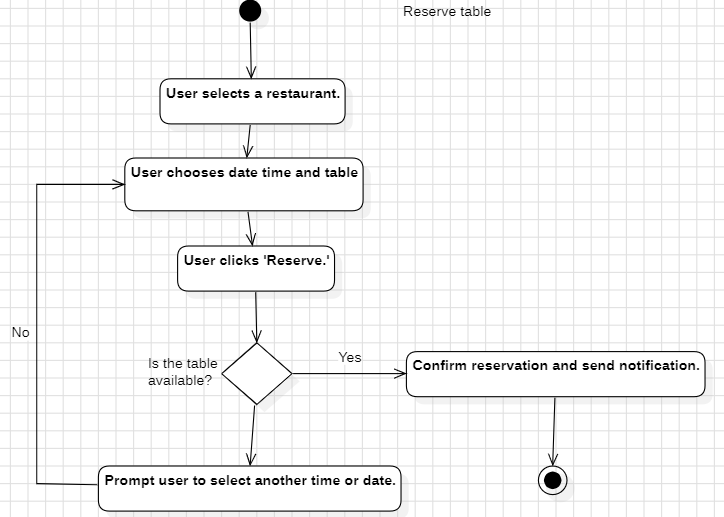 Reserve table
User selects a restaurant.
User chooses date time and table
User clicks 'Reserve.'
No
Is the table
available?
Yes
Confirm reservation and send notification.
Prompt user to select another time or date.